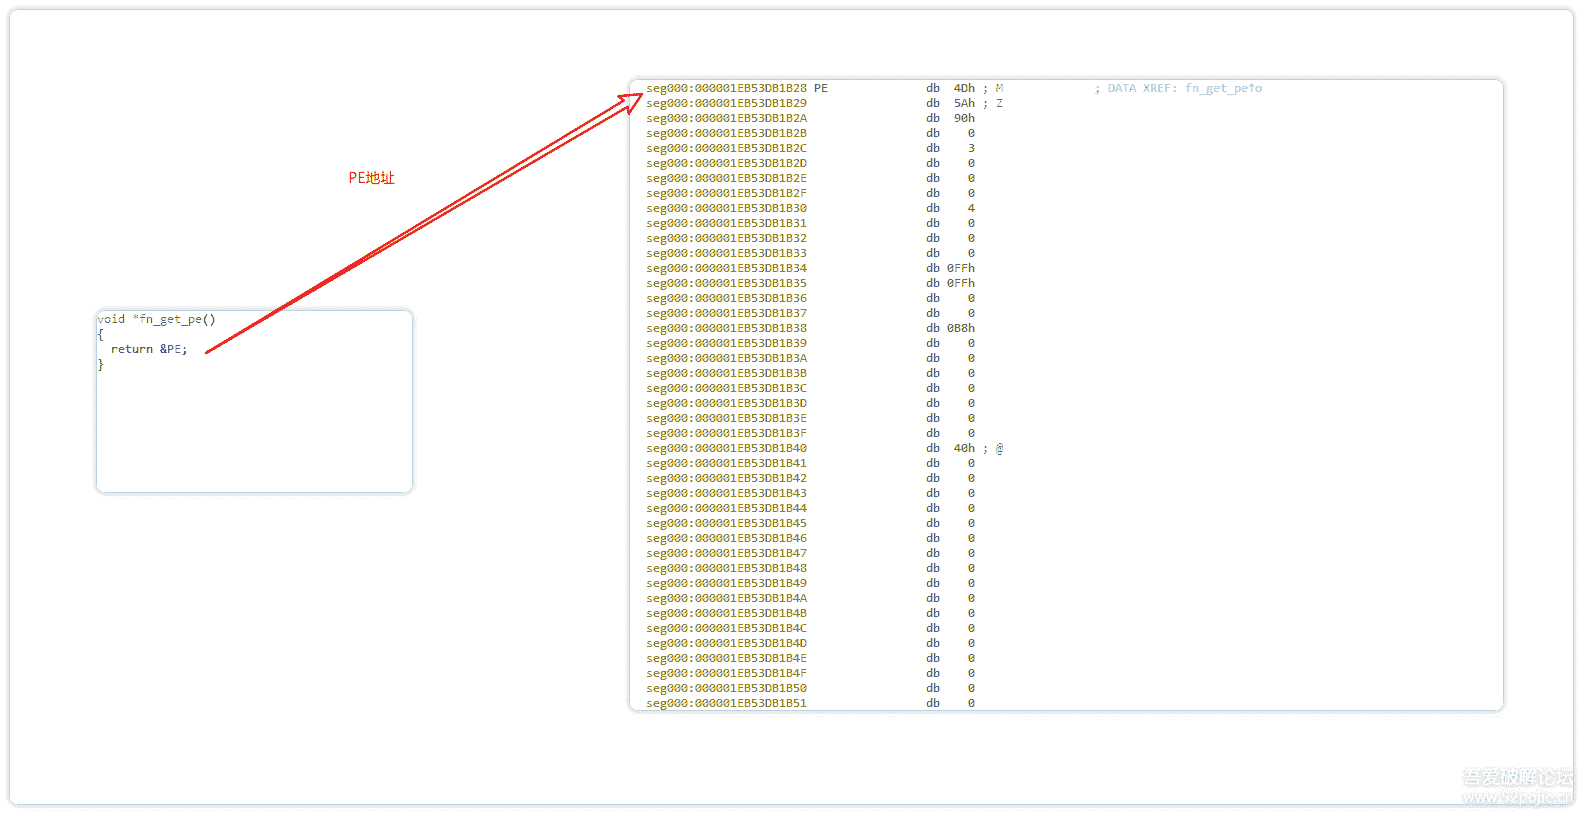 PE地址
void *fn_get_pe()
{
return &PE;
}
seg000:000001EB53DB1B28 PE db 4Dh ; M ; DATA XREF: fn_get_pe↑o
seg000:000001EB53DB1B29 db 5Ah ; Z
seg000:000001EB53DB1B2A db 90h
seg000:000001EB53DB1B2B db 0
seg000:000001EB53DB1B2C db 3
seg000:000001EB53DB1B2D db 0
seg000:000001EB53DB1B2E db 0
seg000:000001EB53DB1B2F db 0
seg000:000001EB53DB1B30 db 4
seg000:000001EB53DB1B31 db 0
seg000:000001EB53DB1B32 db 0
seg000:000001EB53DB1B33 db 0
seg000:000001EB53DB1B34 db 0FFh
seg000:000001EB53DB1B35 db 0FFh
seg000:000001EB53DB1B36 db 0
seg000:000001EB53DB1B37 db 0
seg000:000001EB53DB1B38 db 0B8h
seg000:000001EB53DB1B39 db 0
seg000:000001EB53DB1B3A db 0
seg000:000001EB53DB1B3B db 0
seg000:000001EB53DB1B3C db 0
seg000:000001EB53DB1B3D db 0
seg000:000001EB53DB1B3E db 0
seg000:000001EB53DB1B3F db 0
seg000:000001EB53DB1B40 db 40h ; @
seg000:000001EB53DB1B41 db 0
seg000:000001EB53DB1B42 db 0
seg000:000001EB53DB1B43 db 0
seg000:000001EB53DB1B44 db 0
seg000:000001EB53DB1B45 db 0
seg000:000001EB53DB1B46 db 0
seg000:000001EB53DB1B47 db 0
seg000:000001EB53DB1B48 db 0
seg000:000001EB53DB1B49 db 0
seg000:000001EB53DB1B4A db 0
seg000:000001EB53DB1B4B db 0
seg000:000001EB53DB1B4C db 0
seg000:000001EB53DB1B4D db 0
seg000:000001EB53DB1B4E db 0
seg000:000001EB53DB1B4F db 0
seg000:000001EB53DB1B50 db 0
seg000:000001EB53DB1B51 db 0
吾爱破解论坛
www.52pojie.cn